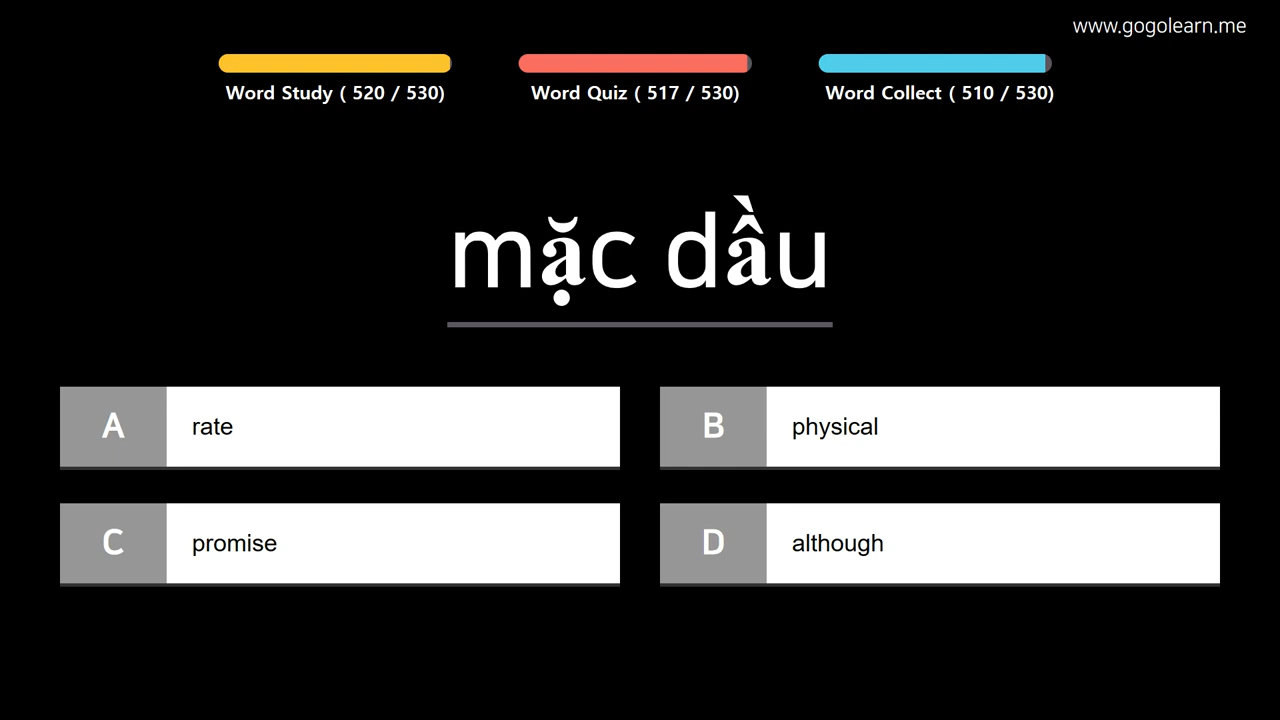 www.gogolearn.me
Word Study ( 520 / 530)
Word Quiz ( 517 / 530)
Word Collect ( 510 / 530)
mặc dầu
A rate
B physical
C promise
D although